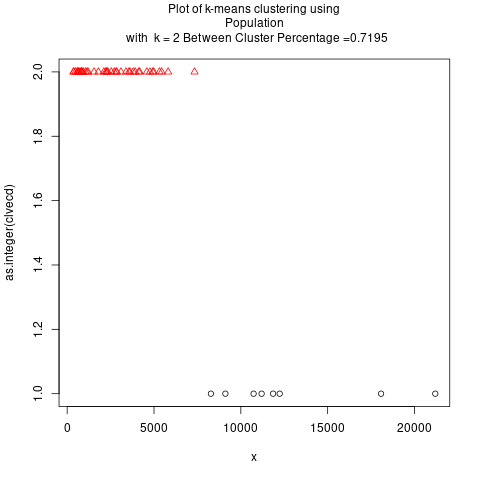 Plot of k-means clustering using
Population
with  k = 2 Between Cluster Percentage =0.7195
2.0
1.8
1.6
1.4
1.2
1.0
as.integer(clvecd)
0
5000
10000
15000
20000
x